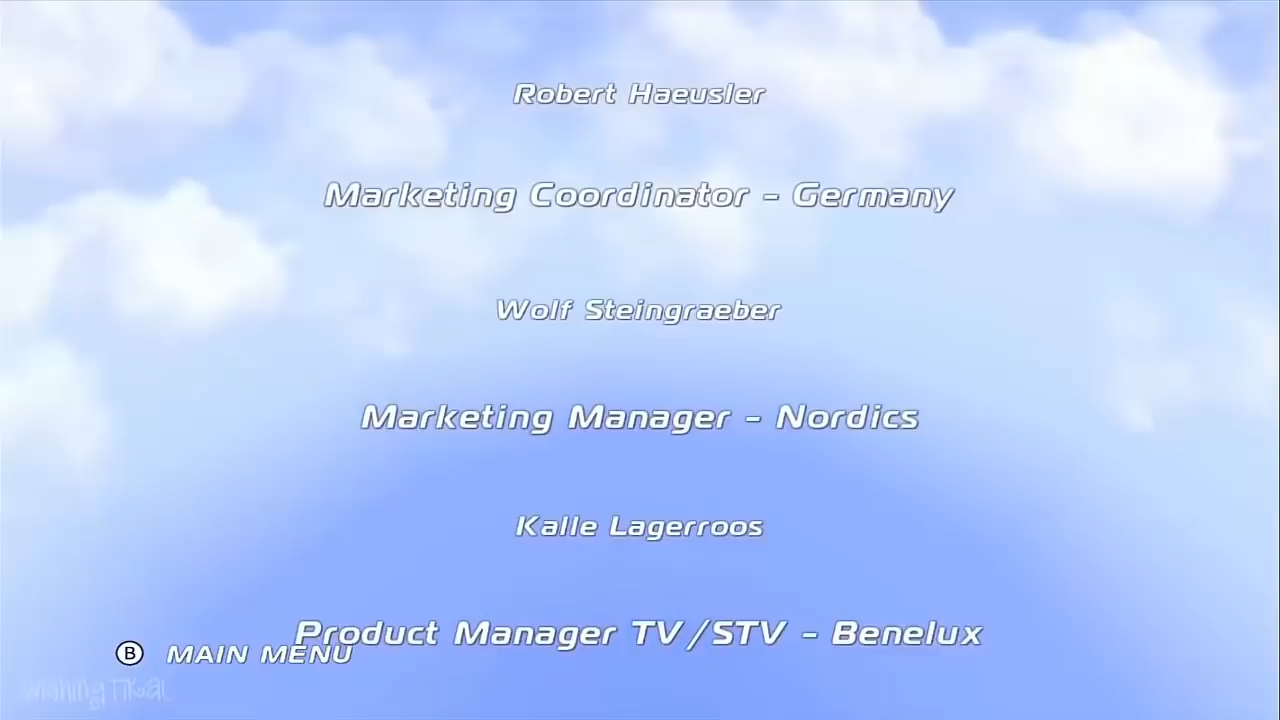 Robert Haeusler
Marketing Coordinator - Germany
Wolf Steingraeber
Marketing Manager - Nordics
Kalle Lagerroos
Product Manager TV/STV - Benelux
B MAIN MENU
WishingTikal